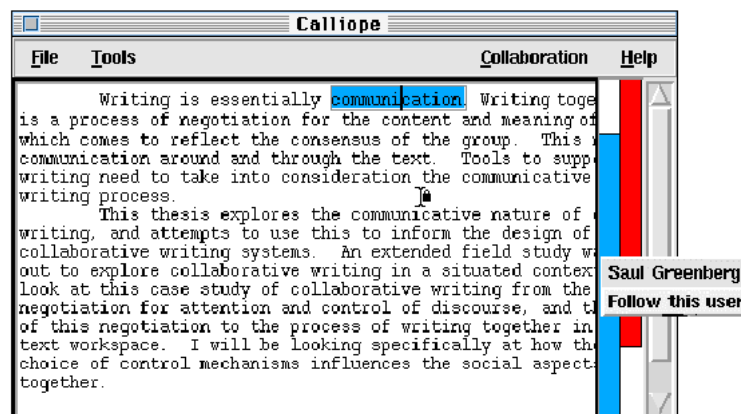 Calliope
File Tools Collaboration Help
Writing is essentially communication. Writing toge
is a process of negotiation for the content and meaning of
which comes to reflect the consensus of the group. This
communication around and through the text. Tools to supp
writing need to take into consideration the communicative
writing process.
This thesis explores the communicative nature of
writing, and attempts to use this to inform the design of
collaborative writing systems. An extended field study wa
out to explore collaborative writing in a situated contex
look at this case study of collaborative writing from the
negotiation for attention and control of discourse, and th
of this negotiation to the process of writing together in
text workspace. I will be looking specifically at how the
choice of control mechanisms influences the social aspect
together.
Saul Greenberg
Follow this user